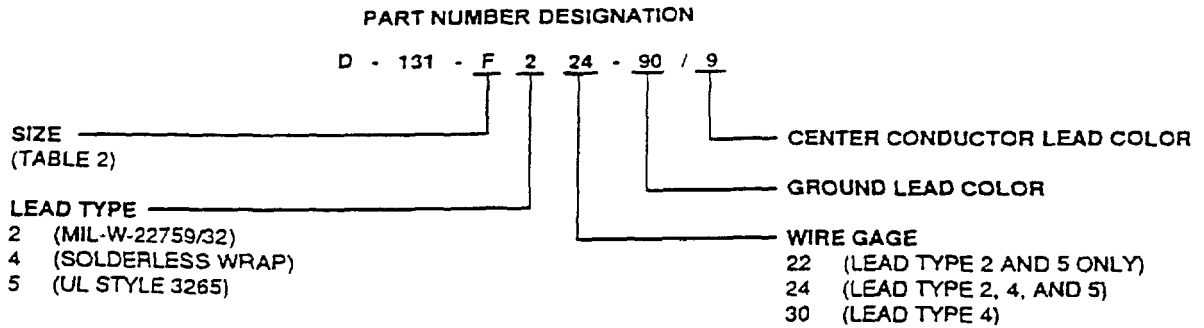 PART NUMBER DESIGNATION
D - 131 - F 2 24 - 90 / 9
SIZE
(TABLE 2)
LEAD TYPE
2 (MIL-W-22759/32)
4 (SOLDERLESS WRAP)
5 (UL STYLE 3265)
CENTER CONDUCTOR LEAD COLOR
GROUND LEAD COLOR
WIRE GAGE
22 (LEAD TYPE 2 AND 5 ONLY)
24 (LEAD TYPE 2, 4, AND 5)
30 (LEAD TYPE 4)